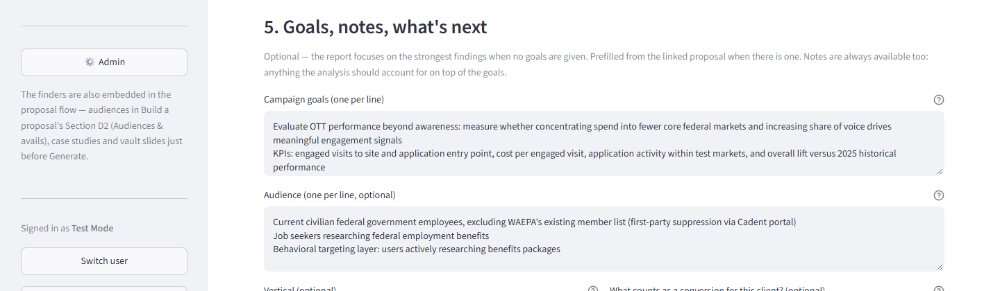 5. Goals, notes, what's next
Optional — the report focuses on the strongest findings when no goals are given. Prefilled from the linked proposal when there is one. Notes are always available too:
anything the analysis should account for on top of the goals.
Campaign goals (one per line)
Evaluate OTT performance beyond awareness: measure whether concentrating spend into fewer core federal markets and increasing share of voice drives
meaningful engagement signals
KPIs: engaged visits to site and application entry point, cost per engaged visit, application activity within test markets, and overall lift versus 2025 historical
performance
Audience (one per line, optional)
Current civilian federal government employees, excluding WAEPA's existing member list (first-party suppression via Cadent portal)
Job seekers researching federal employment benefits
Behavioral targeting layer: users actively researching benefits packages
Vertical (optional)
What counts as a conversion for this client? (optional)
Admin
The finders are also embedded in the
proposal flow — audiences in Build a
proposal's Section D2 (Audiences &
avails), case studies and vault slides just
before Generate.
Signed in as Test Mode
Switch user